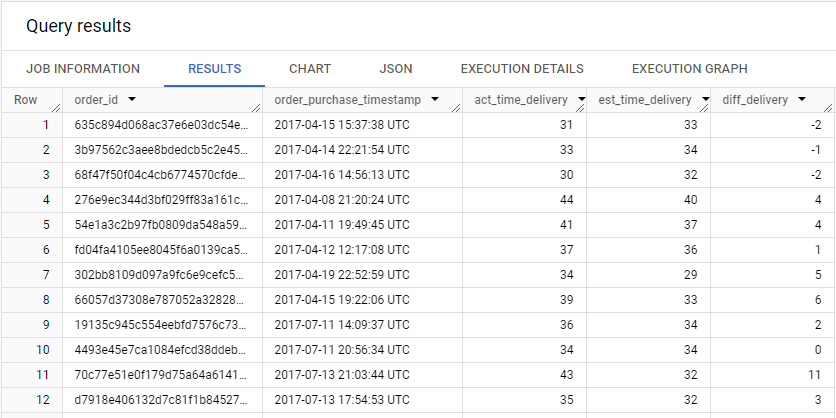 Query results
JOB INFORMATION RESULTS CHART JSON EXECUTION DETAILS EXECUTION GRAPH
Row order_id order_purchase_timestamp act_time_delivery est_time_delivery diff_delivery
1 635c894d068ac37e6e03dc54e... 2017-04-15 15:37:38 UTC 31 33 -2
2 3b97562c3aee8bdedcb5c2e45... 2017-04-14 22:21:54 UTC 33 34 -1
3 68f47f50f04c4cb6774570cfde... 2017-04-16 14:56:13 UTC 30 32 -2
4 276e9ec344d3bf029ff83a161c... 2017-04-08 21:20:24 UTC 44 40 4
5 54e1a3c2b97fb0809da548a59... 2017-04-11 19:49:45 UTC 41 37 4
6 fd04fa4105ee8045f6a0139ca5... 2017-04-12 12:17:08 UTC 37 36 1
7 302bb8109d097a9fc6e9cefc5... 2017-04-19 22:52:59 UTC 34 29 5
8 66057d37308e787052a32828... 2017-04-15 19:22:06 UTC 39 33 6
9 19135c945c554eebfd7576c73... 2017-07-11 14:09:37 UTC 36 34 2
10 4493e45e7ca1084efcd38ddeb... 2017-07-11 20:56:34 UTC 34 34 0
11 70c77e51e0f179d75a64a6141... 2017-07-13 21:03:44 UTC 43 32 11
12 d7918e406132d7c81f1b84527... 2017-07-13 17:54:53 UTC 35 32 3